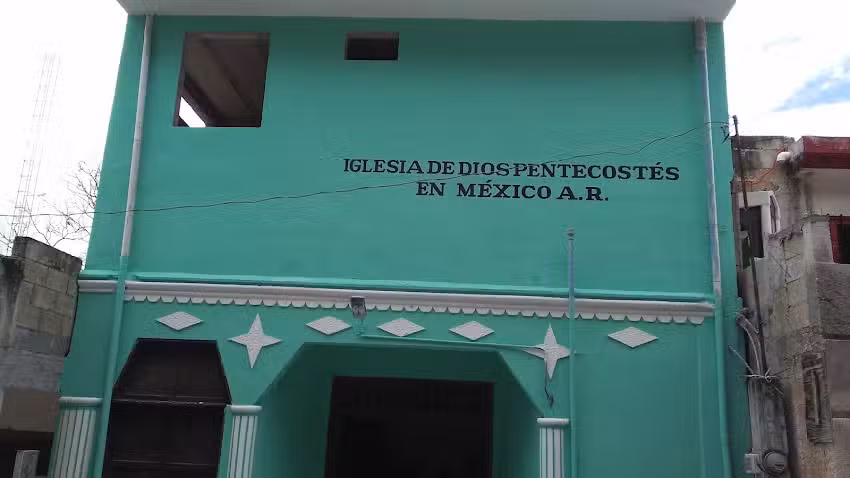 IGLESIA DE DIOS PENTECOSTÉS
EN MÉXICO A.R.